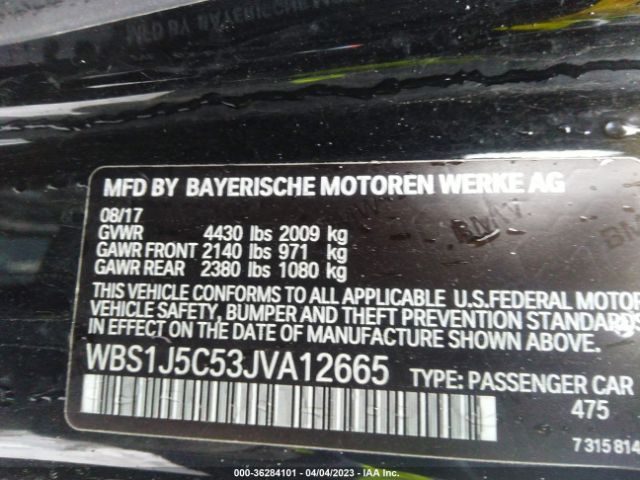 MFD BY BAYERISCHE MOTOREN WERKE AG
08/17
GVWR 4430 lbs 2009 kg
GAWR FRONT 2140 lbs 971 kg
GAWR REAR 2380 lbs 1080 kg
THIS VEHICLE CONFORMS TO ALL APPLICABLE U.S.FEDERAL MOTOR
VEHICLE SAFETY, BUMPER AND THEFT PREVENTION STANDARDS
IN EFFECT ON THE DATE OF MANUFACTURE SHOWN ABOVE.
WBS1J5C53JVA12665 TYPE: PASSENGER CAR
475
7 315 814
000-36284101 - 04/04/2023 - IAA Inc.